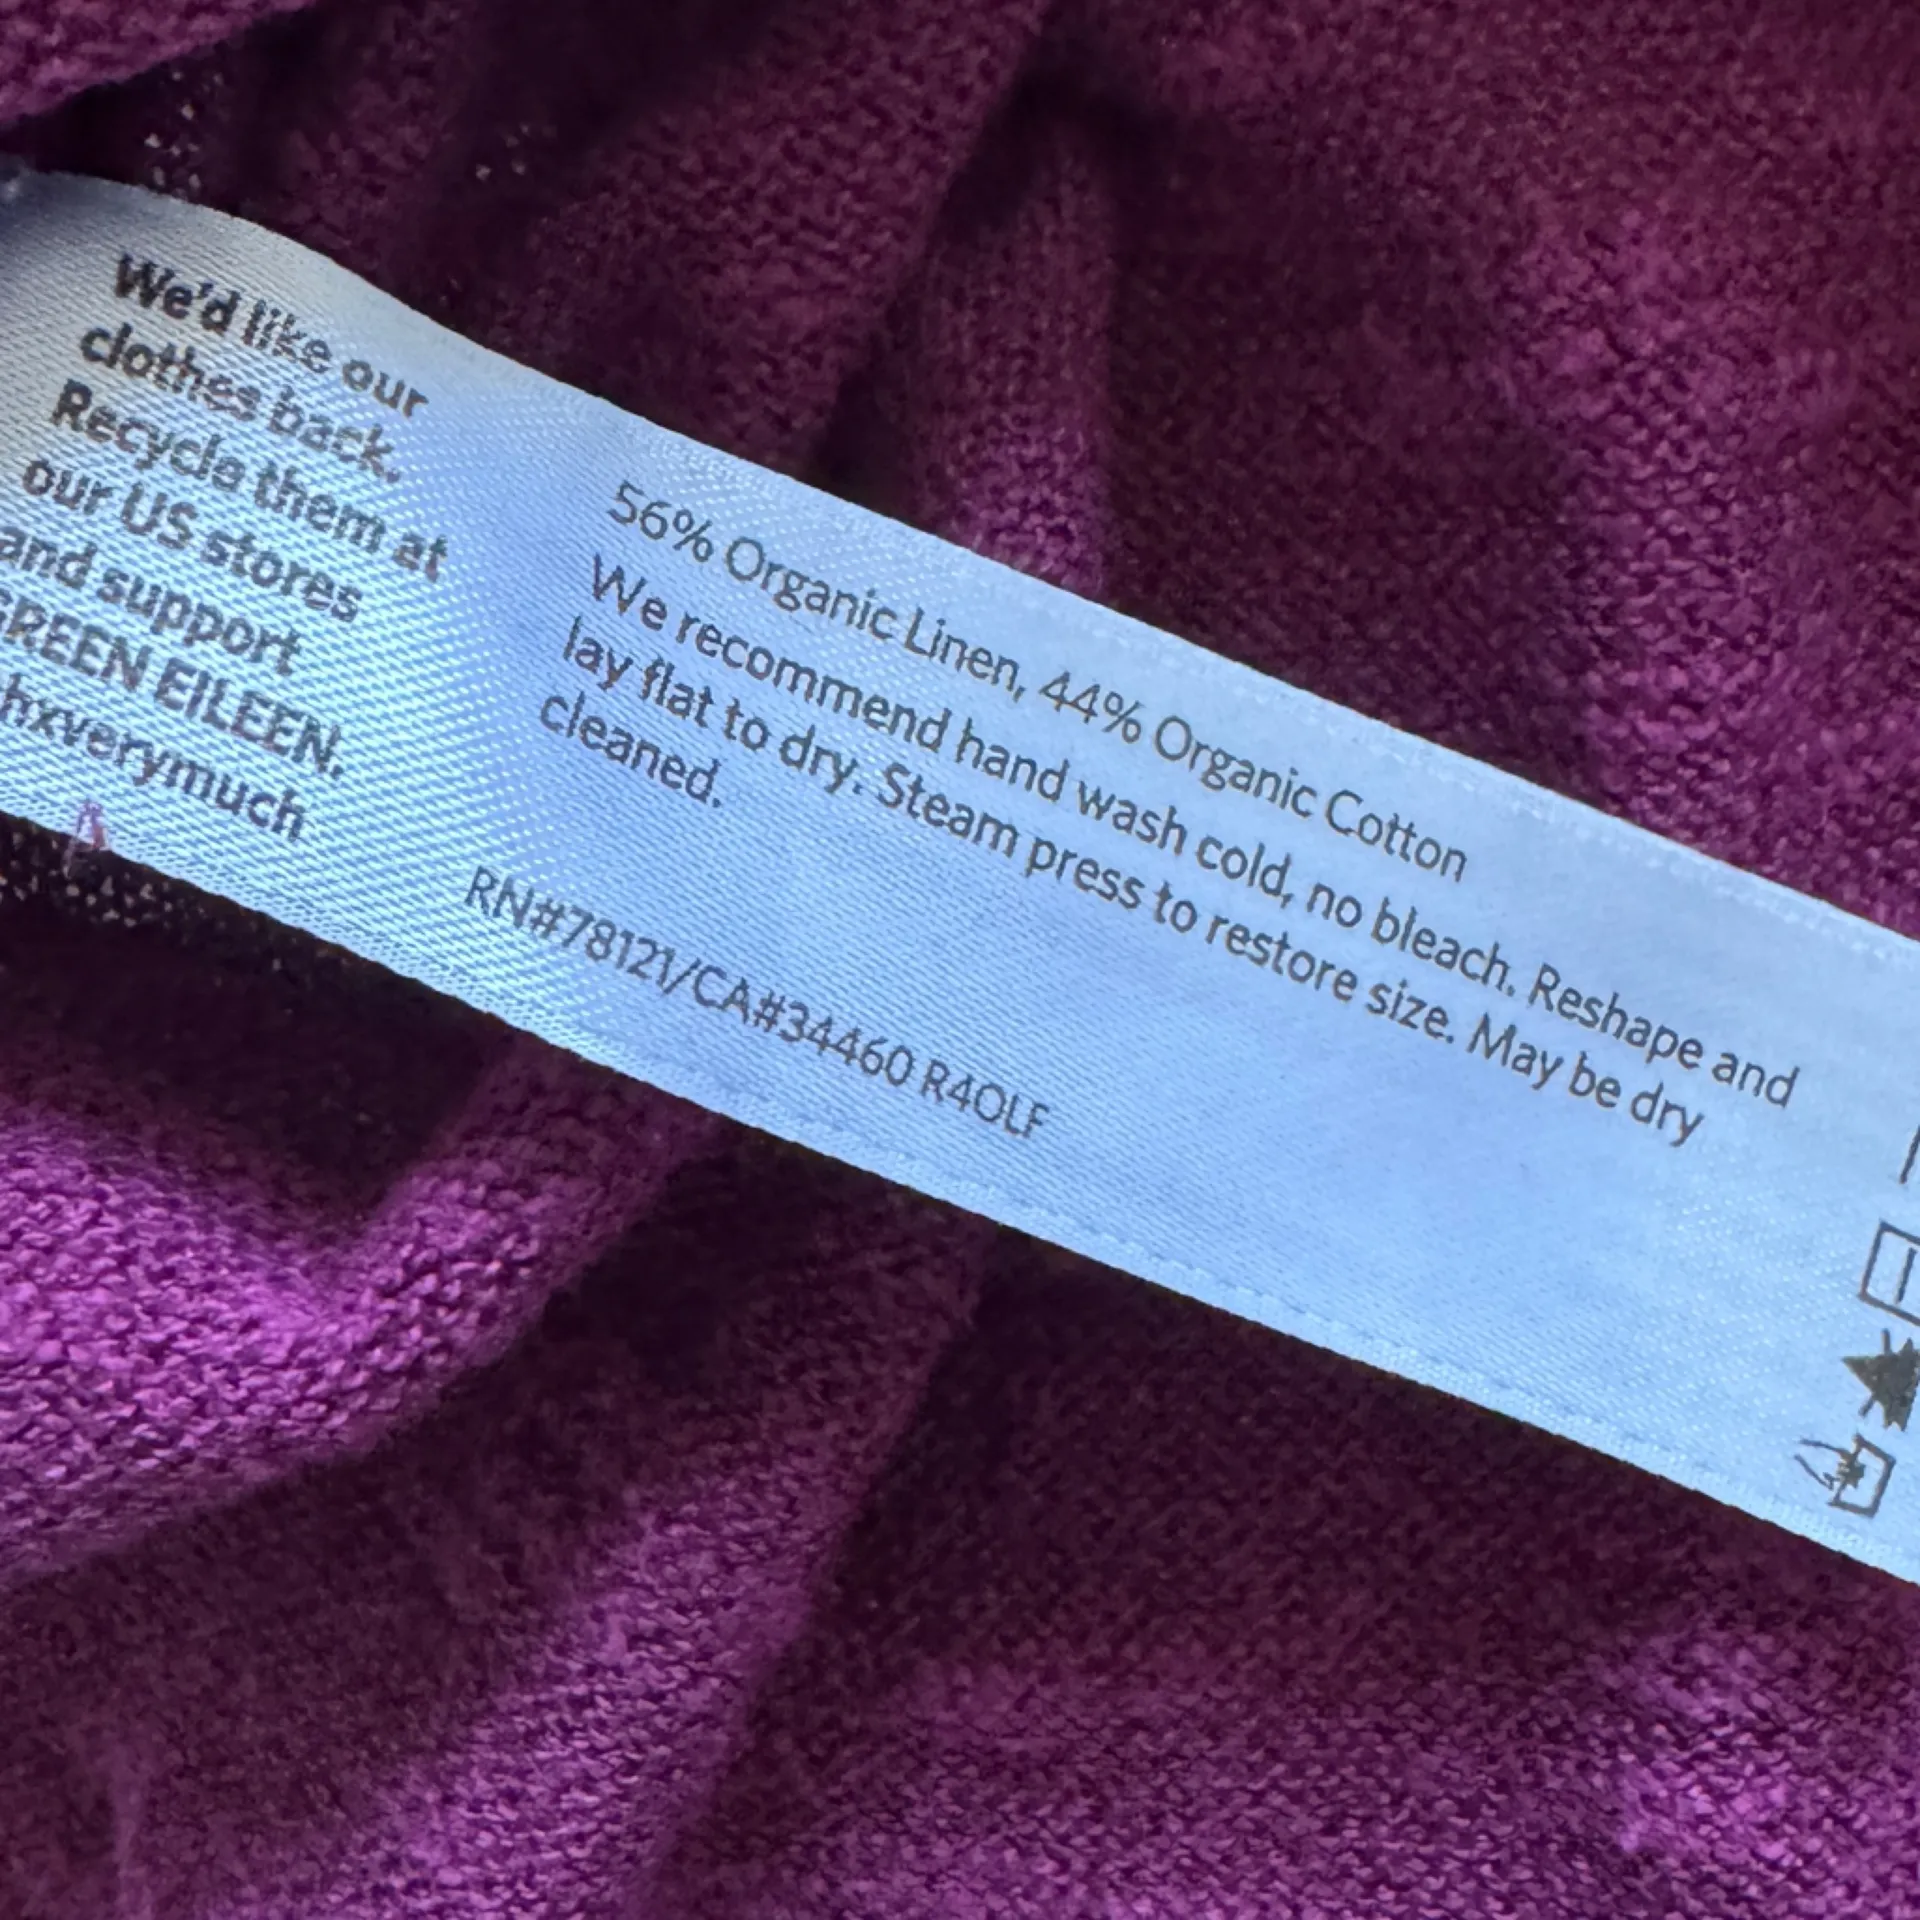 We'd like our
clothes back.
Recycle them at
our US stores
and support
GREEN EILEEN.
hxverymuch
56% Organic Linen, 44% Organic Cotton
We recommend hand wash cold, no bleach. Reshape and
lay flat to dry. Steam press to restore size. May be dry
cleaned.
RN#78121/CA#34460 R4OLF